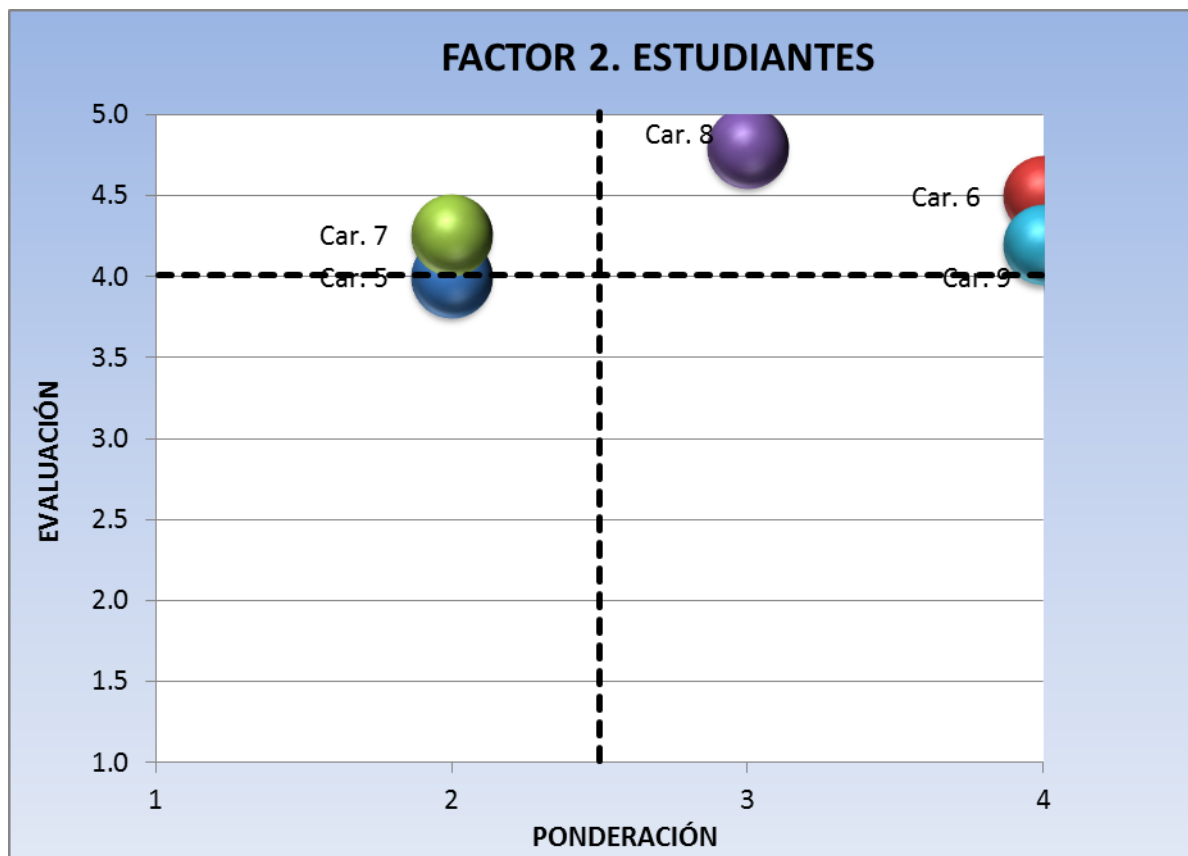 FACTOR 2. ESTUDIANTES
5.0
Car. 8
4.5
Car. 6
Car. 7
4.0
Car. 5
Car. 9
3.5
3.0
2.5
2.0
1.5
1.0
EVALUACIÓN
1 2 3 4
PONDERACIÓN